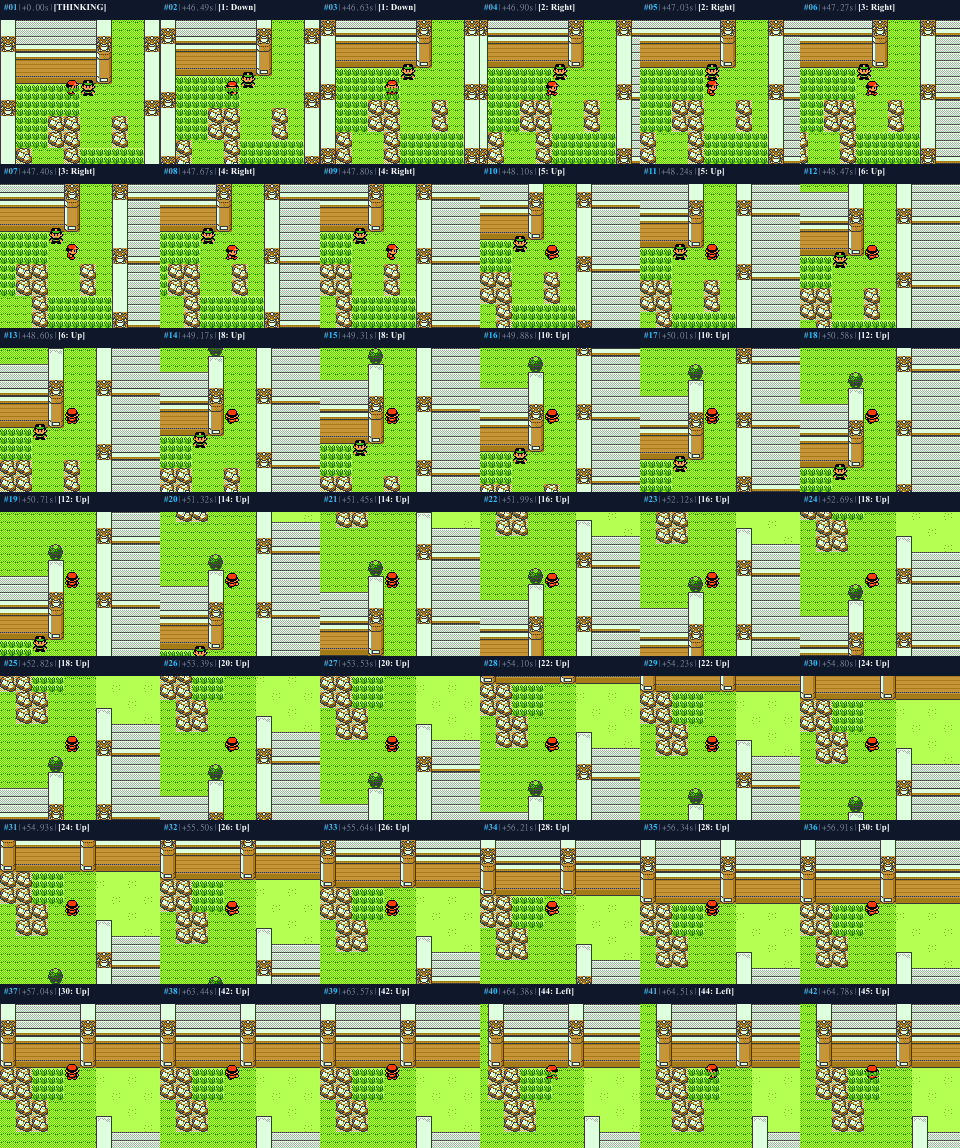 #01|+0.00s|[THINKING] #02|+46.49s|[1: Down] #03|+46.63s|[1: Down] #04|+46.90s|[2: Right] #05|+47.03s|[2: Right] #06|+47.27s|[3: Right]
#07|+47.40s|[3: Right] #08|+47.67s|[4: Right] #09|+47.80s|[4: Right] #10|+48.10s|[5: Up] #11|+48.24s|[5: Up] #12|+48.47s|[6: Up]
#13|+48.60s|[6: Up] #14|+49.17s|[8: Up] #15|+49.31s|[8: Up] #16|+49.88s|[10: Up] #17|+50.01s|[10: Up] #18|+50.58s|[12: Up]
#19|+50.71s|[12: Up] #20|+51.32s|[14: Up] #21|+51.45s|[14: Up] #22|+51.99s|[16: Up] #23|+52.12s|[16: Up] #24|+52.69s|[18: Up]
#25|+52.82s|[18: Up] #26|+53.39s|[20: Up] #27|+53.53s|[20: Up] #28|+54.10s|[22: Up] #29|+54.23s|[22: Up] #30|+54.80s|[24: Up]
#31|+54.93s|[24: Up] #32|+55.50s|[26: Up] #33|+55.64s|[26: Up] #34|+56.21s|[28: Up] #35|+56.34s|[28: Up] #36|+56.91s|[30: Up]
#37|+57.04s|[30: Up] #38|+63.44s|[42: Up] #39|+63.57s|[42: Up] #40|+64.38s|[44: Left] #41|+64.51s|[44: Left] #42|+64.78s|[45: Up]